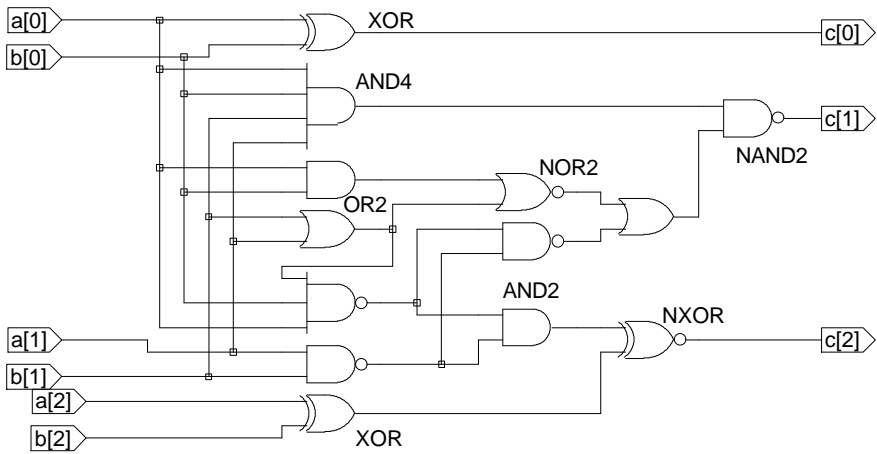 a[0]
XOR
c[0]
b[0]
AND4
c[1]
NAND2
NOR2
OR2
AND2
NXOR
a[1]
c[2]
b[1]
a[2]
b[2]
XOR